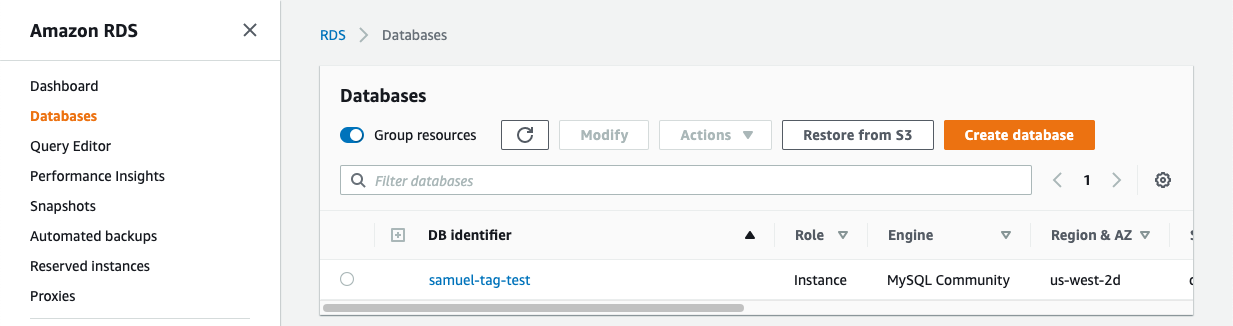 Amazon RDS
Dashboard
Databases
Query Editor
Performance Insights
Snapshots
Automated backups
Reserved instances
Proxies
RDS Databases
Databases
Group resources Modify Actions Restore from S3 Create database
Filter databases 1
DB identifier Role Engine Region & AZ
samuel-tag-test Instance MySQL Community us-west-2d